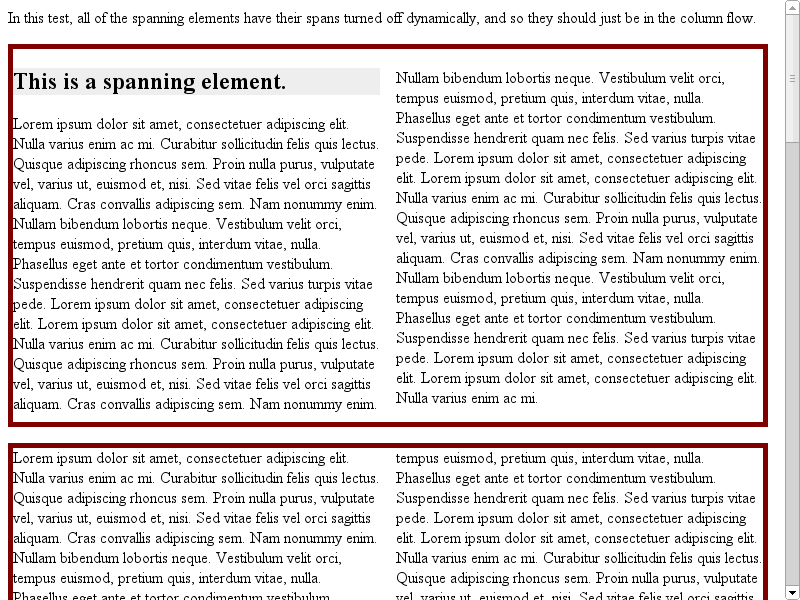 In this test, all of the spanning elements have their spans turned off dynamically, and so they should just be in the column flow.
This is a spanning element.
Lorem ipsum dolor sit amet, consectetuer adipiscing elit.
Nulla varius enim ac mi. Curabitur sollicitudin felis quis lectus.
Quisque adipiscing rhoncus sem. Proin nulla purus, vulputate
vel, varius ut, euismod et, nisi. Sed vitae felis vel orci sagittis
aliquam. Cras convallis adipiscing sem. Nam nonummy enim.
Nullam bibendum lobortis neque. Vestibulum velit orci,
tempus euismod, pretium quis, interdum vitae, nulla.
Phasellus eget ante et tortor condimentum vestibulum.
Suspendisse hendrerit quam nec felis. Sed varius turpis vitae
pede. Lorem ipsum dolor sit amet, consectetuer adipiscing
elit. Lorem ipsum dolor sit amet, consectetuer adipiscing elit.
Nulla varius enim ac mi. Curabitur sollicitudin felis quis lectus.
Quisque adipiscing rhoncus sem. Proin nulla purus, vulputate
vel, varius ut, euismod et, nisi. Sed vitae felis vel orci sagittis
aliquam. Cras convallis adipiscing sem. Nam nonummy enim.
Nullam bibendum lobortis neque. Vestibulum velit orci,
tempus euismod, pretium quis, interdum vitae, nulla.
Phasellus eget ante et tortor condimentum vestibulum.
Suspendisse hendrerit quam nec felis. Sed varius turpis vitae
pede. Lorem ipsum dolor sit amet, consectetuer adipiscing
elit. Lorem ipsum dolor sit amet, consectetuer adipiscing elit.
Nulla varius enim ac mi. Curabitur sollicitudin felis quis lectus.
Quisque adipiscing rhoncus sem. Proin nulla purus, vulputate
vel, varius ut, euismod et, nisi. Sed vitae felis vel orci sagittis
aliquam. Cras convallis adipiscing sem. Nam nonummy enim.
Nullam bibendum lobortis neque. Vestibulum velit orci,
tempus euismod, pretium quis, interdum vitae, nulla.
Phasellus eget ante et tortor condimentum vestibulum.
Suspendisse hendrerit quam nec felis. Sed varius turpis vitae
pede. Lorem ipsum dolor sit amet, consectetuer adipiscing
elit. Lorem ipsum dolor sit amet, consectetuer adipiscing elit.
Nulla varius enim ac mi.
Lorem ipsum dolor sit amet, consectetuer adipiscing elit.
Nulla varius enim ac mi. Curabitur sollicitudin felis quis lectus.
Quisque adipiscing rhoncus sem. Proin nulla purus, vulputate
vel, varius ut, euismod et, nisi. Sed vitae felis vel orci sagittis
aliquam. Cras convallis adipiscing sem. Nam nonummy enim.
Nullam bibendum lobortis neque. Vestibulum velit orci,
tempus euismod, pretium quis, interdum vitae, nulla.
Phasellus eget ante et tortor condimentum vestibulum.
tempus euismod, pretium quis, interdum vitae, nulla.
Phasellus eget ante et tortor condimentum vestibulum.
Suspendisse hendrerit quam nec felis. Sed varius turpis vitae
pede. Lorem ipsum dolor sit amet, consectetuer adipiscing
elit. Lorem ipsum dolor sit amet, consectetuer adipiscing elit.
Nulla varius enim ac mi. Curabitur sollicitudin felis quis lectus.
Quisque adipiscing rhoncus sem. Proin nulla purus, vulputate
vel, varius ut, euismod et, nisi. Sed vitae felis vel orci sagittis